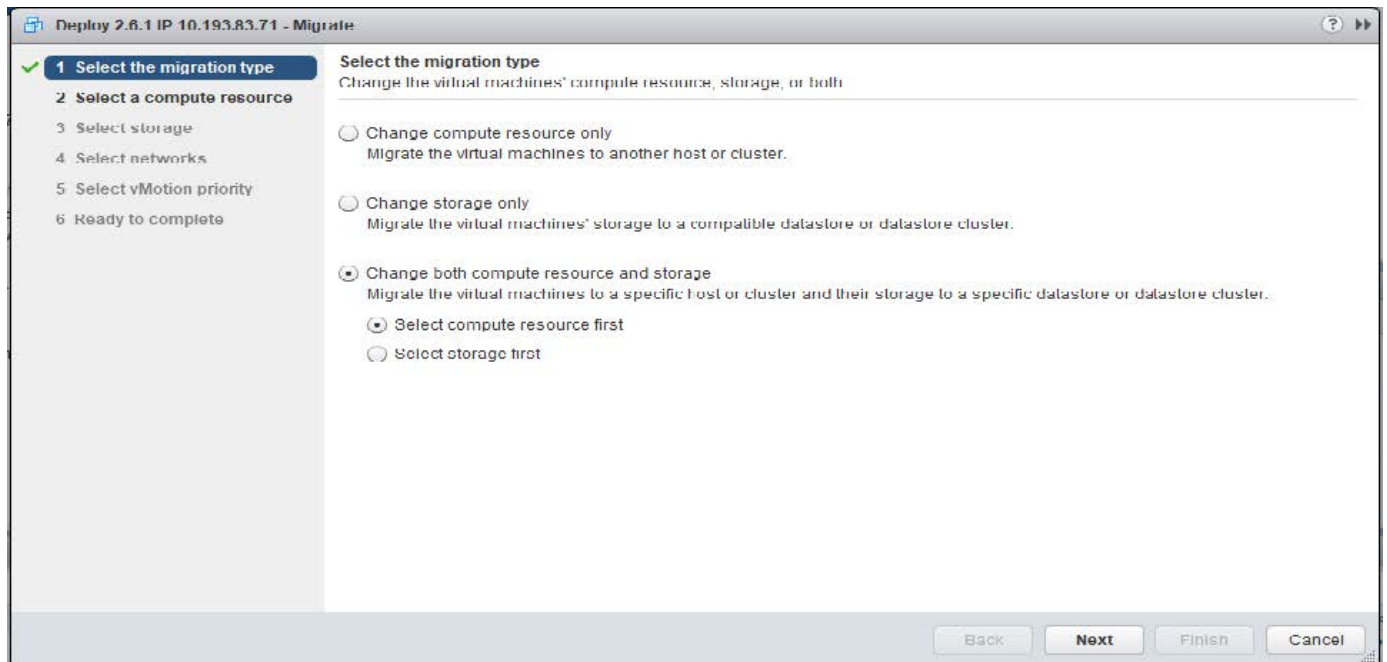 Deploy 2.6.1 IP 10.193.83.71 - Migrate
1 Select the migration type
2 Select a compute resource
3 Select storage
4 Select networks
5 Select vMotion priority
6 Ready to complete
Select the migration type
Change the virtual machines' compute resource, storage, or both
Change compute resource only
Migrate the virtual machines to another host or cluster.
Change storage only
Migrate the virtual machines' storage to a compatible datastore or datastore cluster.
Change both compute resource and storage
Migrate the virtual machines to a specific host or cluster and their storage to a specific datastore or datastore cluster.
Select compute resource first
Select storage first
Back Next Finish Cancel